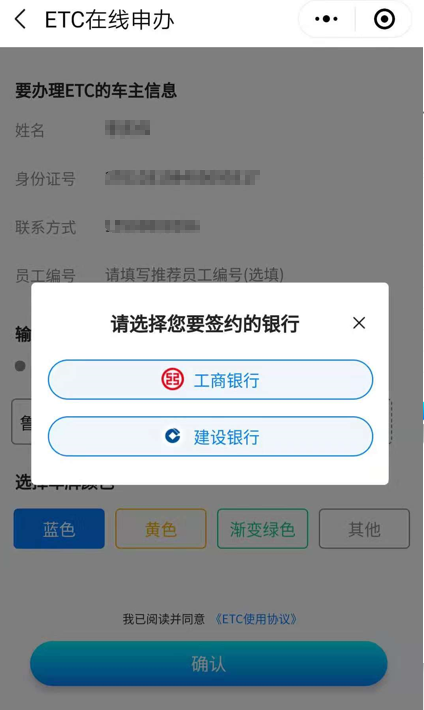 ETC在线申办
要办理ETC的车主信息
姓名
身份证号
联系方式
员工编号 请填写推荐员工编号(选填)
请选择您要签约的银行
输
工商银行
鲁
建设银行
蓝色 黄色 渐变绿色 其他
我已阅读并同意 《ETC使用协议》
确认